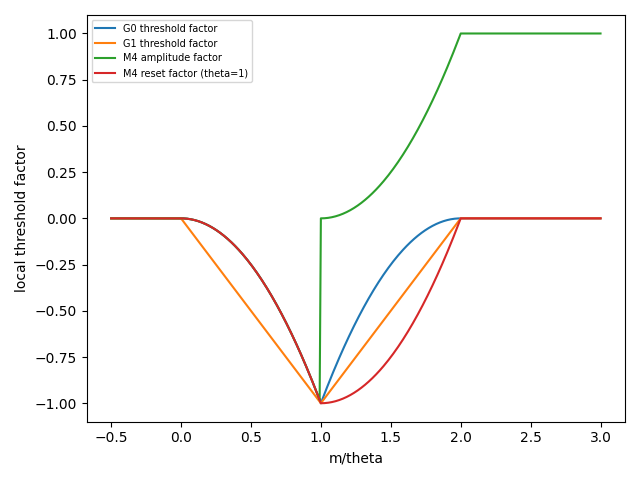 G0 threshold factor
G1 threshold factor
M4 amplitude factor
M4 reset factor (theta=1)
local threshold factor
1.00
0.75
0.50
0.25
0.00
−0.25
−0.50
−0.75
−1.00
−0.5 0.0 0.5 1.0 1.5 2.0 2.5 3.0
m/theta